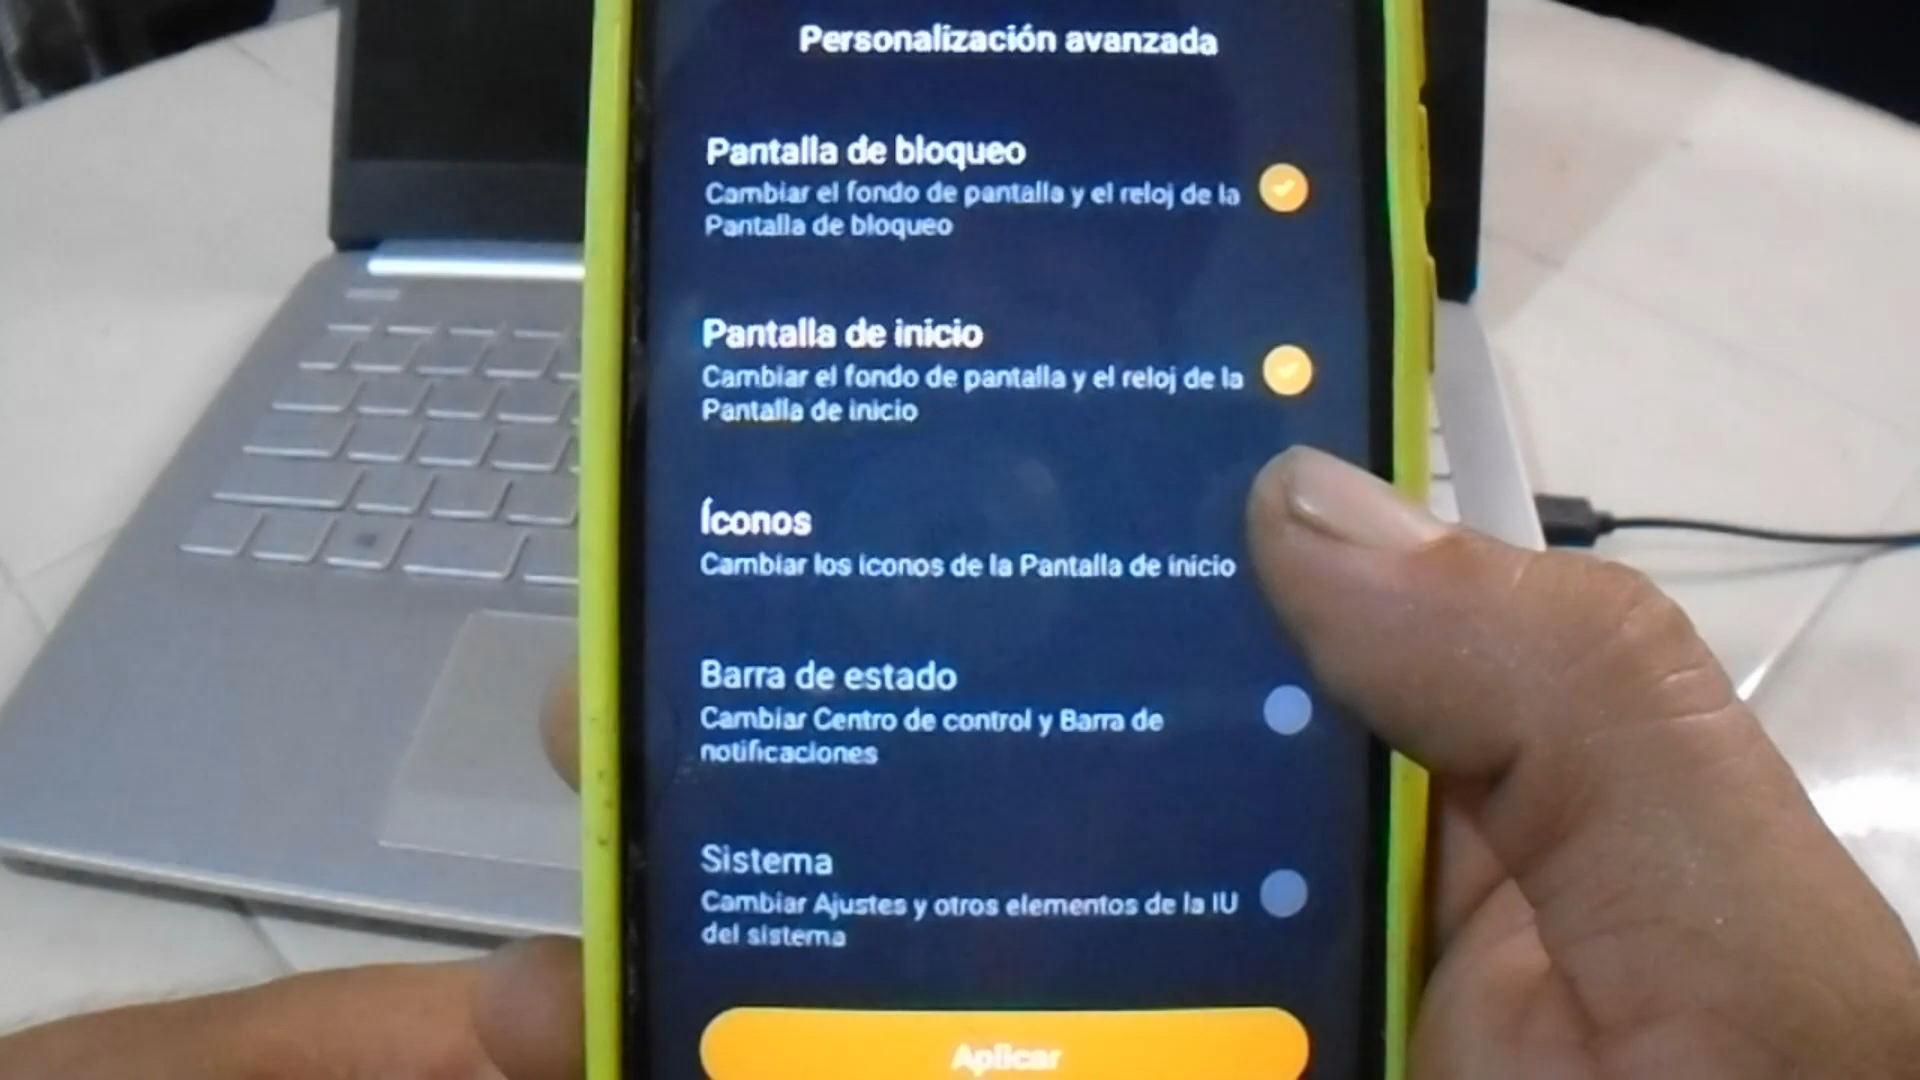 Personalización avanzada
Pantalla de bloqueo
Cambiar el fondo de pantalla y el reloj de la
Pantalla de bloqueo
Pantalla de inicio
Cambiar el fondo de pantalla y el reloj de la
Pantalla de inicio
Íconos
Cambiar los iconos de la Pantalla de inicio
Barra de estado
Cambiar Centro de control y Barra de
notificaciones
Sistema
Cambiar Ajustes y otros elementos de la IU
del sistema
Aplicar